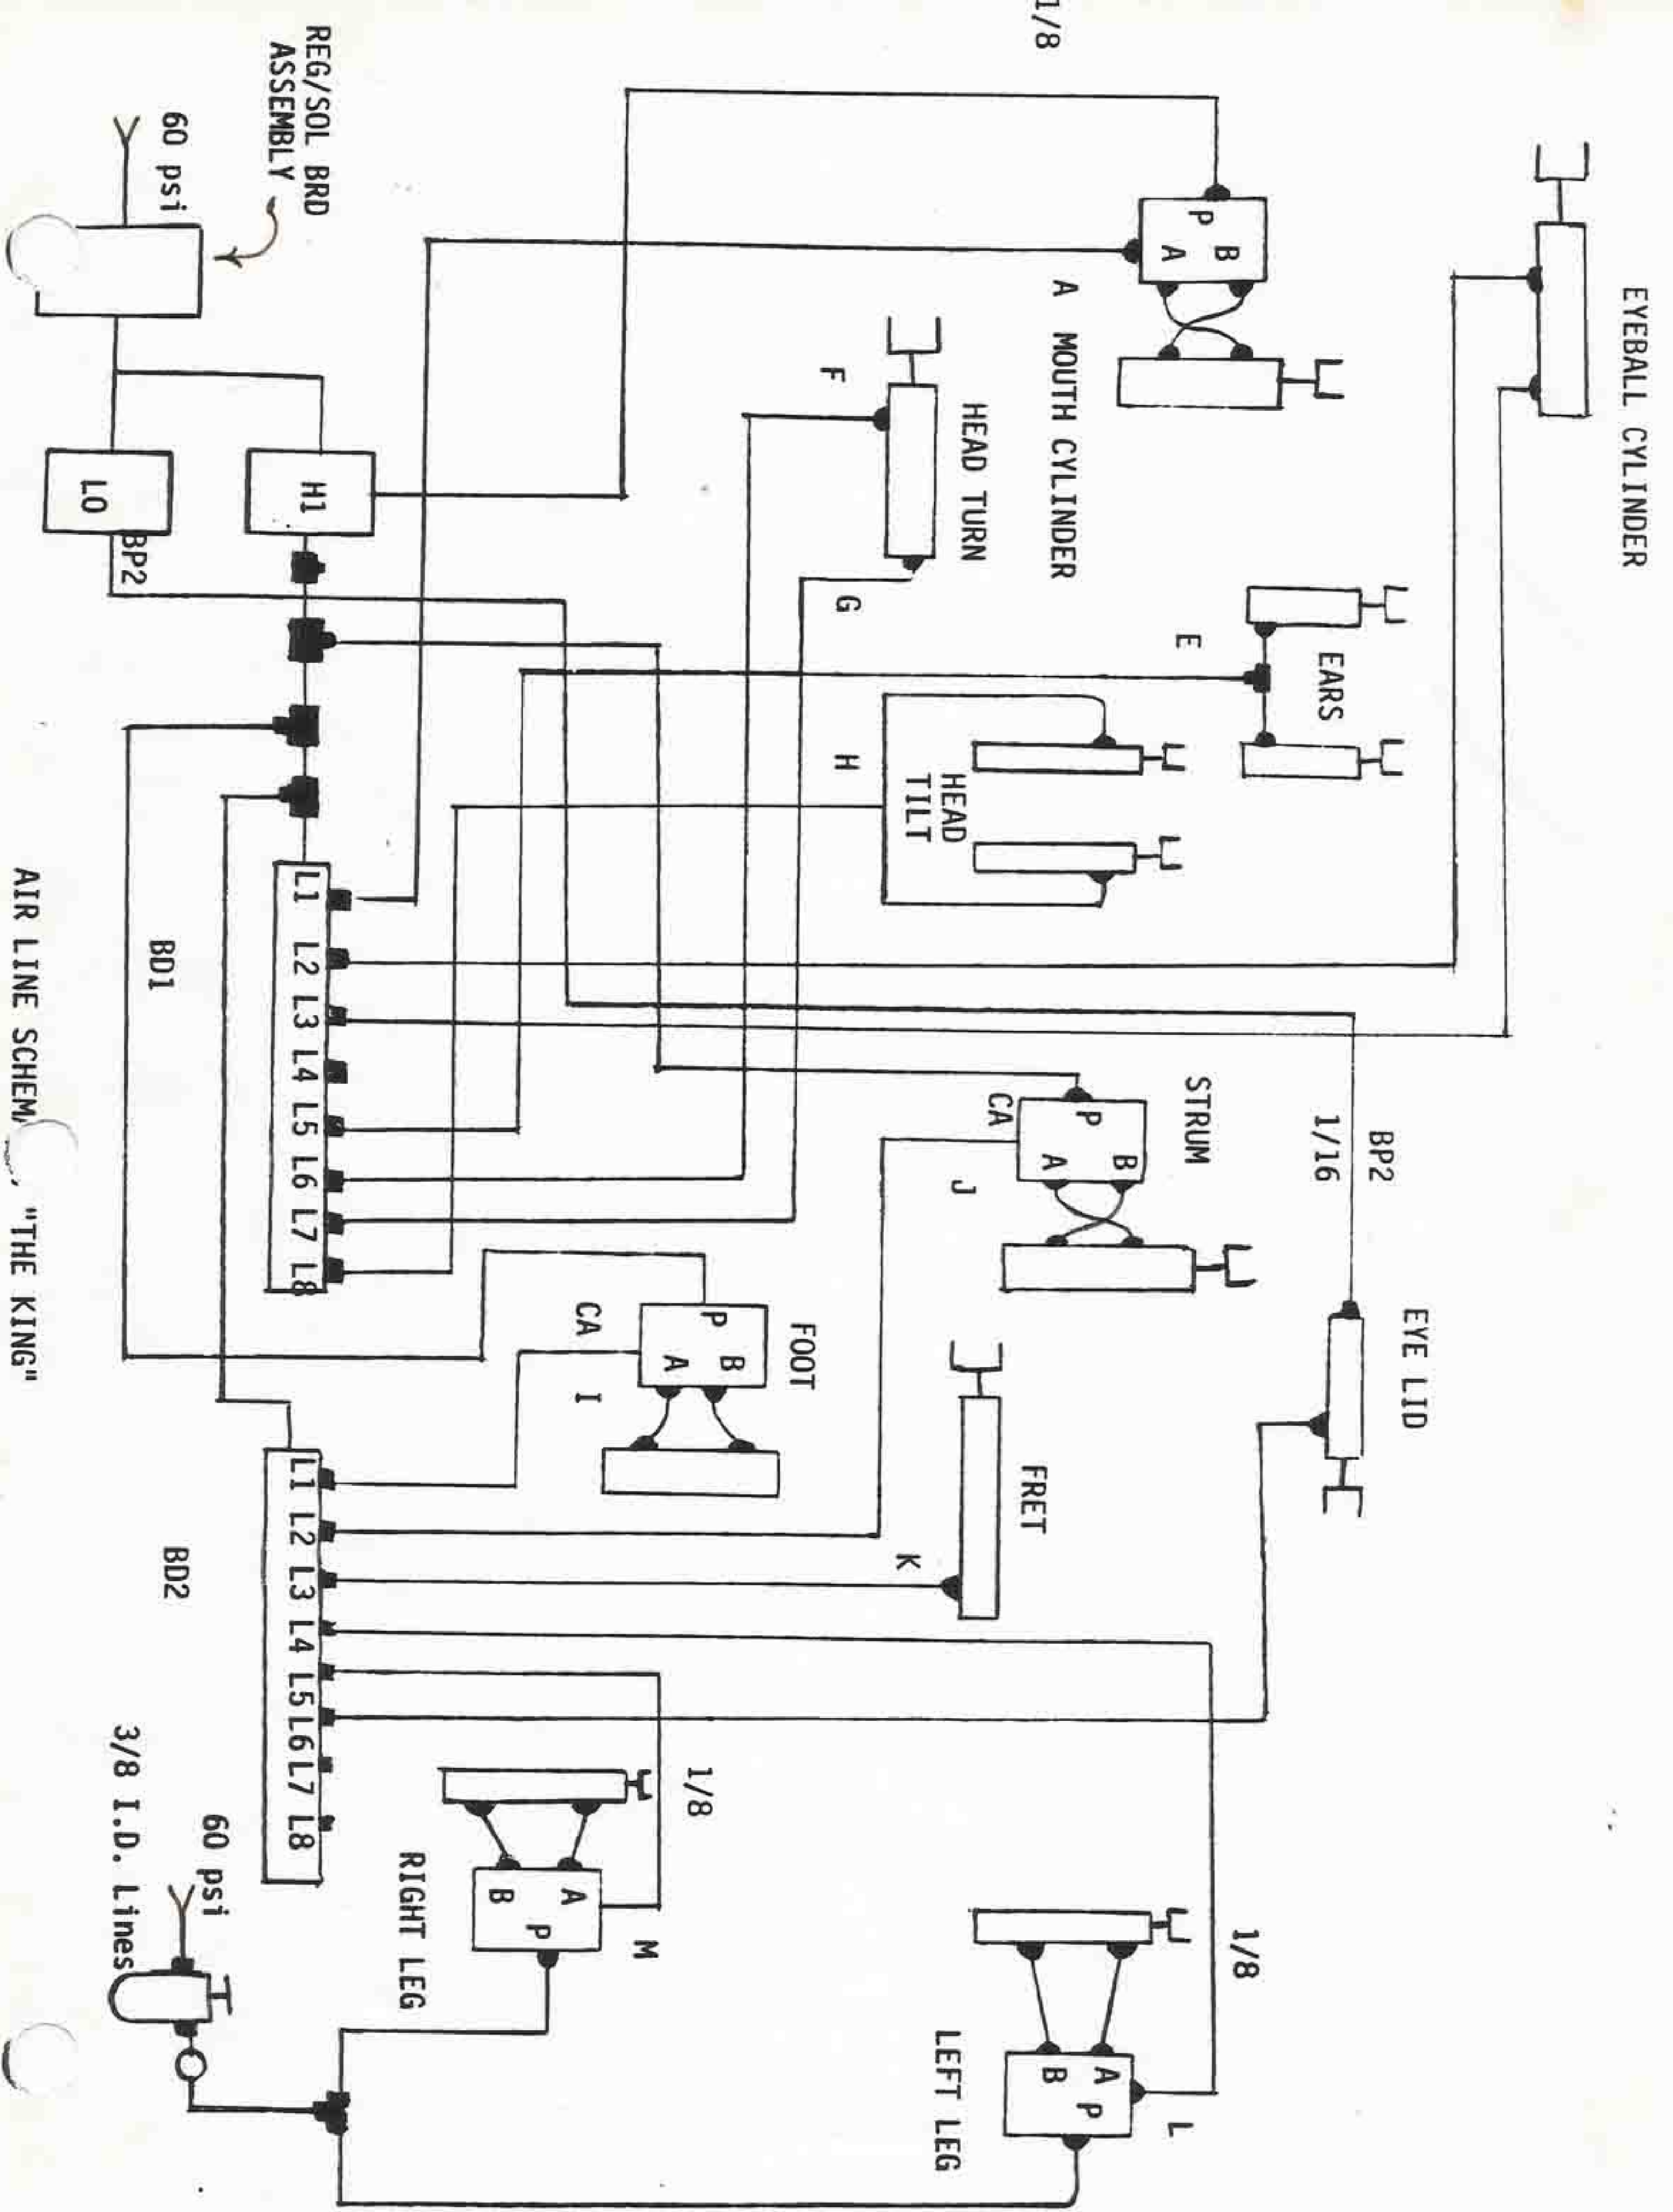 EYEBALL CYLINDER
1/8
P
B
A
A MOUTH CYLINDER
EARS
E
HEAD TURN
F
G
HEAD
TILT
H
BP2
1/16
EYE LID
STRUM
CA
P
B
A
J
FRET
K
FOOT
CA
P
B
A
I
1/8
LEFT LEG
A
B
P
L
1/8
RIGHT LEG
A
B
P
M
REG/SOL BRD
ASSEMBLY
60 psi
H1
LO
BP2
L1 L2 L3 L4 L5 L6 L7 L8
BD1
L1 L2 L3 L4 L5 L6 L7 L8
BD2
60 psi
3/8 I.D. Lines
AIR LINE "THE KING"